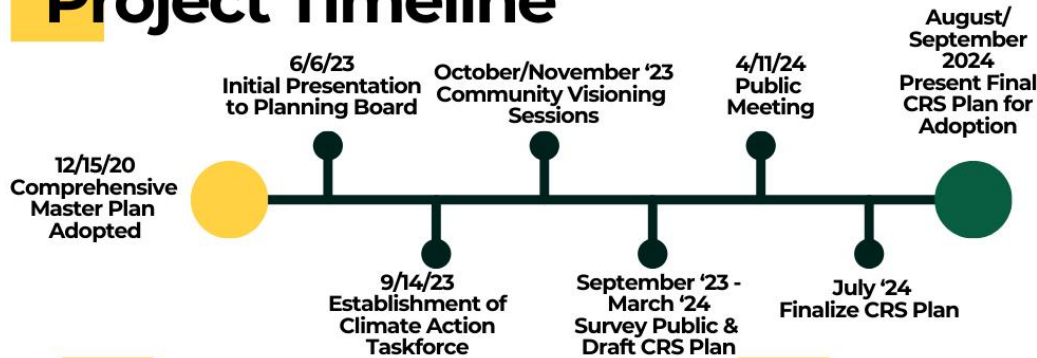 Project Timeline
12/15/20
Comprehensive
Master Plan
Adopted
6/6/23
Initial Presentation
to Planning Board
9/14/23
Establishment of
Climate Action
Taskforce
October/November ‘23
Community Visioning
Sessions
September ‘23 -
March ‘24
Survey Public &
Draft CRS Plan
4/11/24
Public
Meeting
July ‘24
Finalize CRS Plan
August/
September
2024
Present Final
CRS Plan for
Adoption